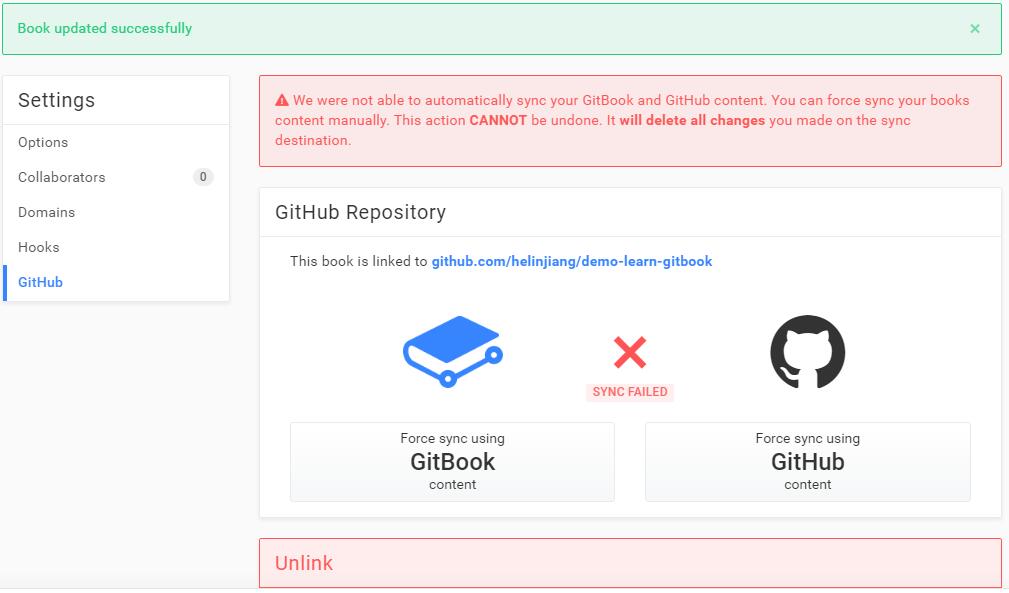 Book updated successfully
×
Settings
Options
Collaborators 0
Domains
Hooks
GitHub
We were not able to automatically sync your GitBook and GitHub content. You can force sync your books
content manually. This action CANNOT be undone. It will delete all changes you made on the sync
destination.
GitHub Repository
This book is linked to github.com/helinjiang/demo-learn-gitbook
SYNC FAILED
Force sync using
GitBook
content
Force sync using
GitHub
content
Unlink